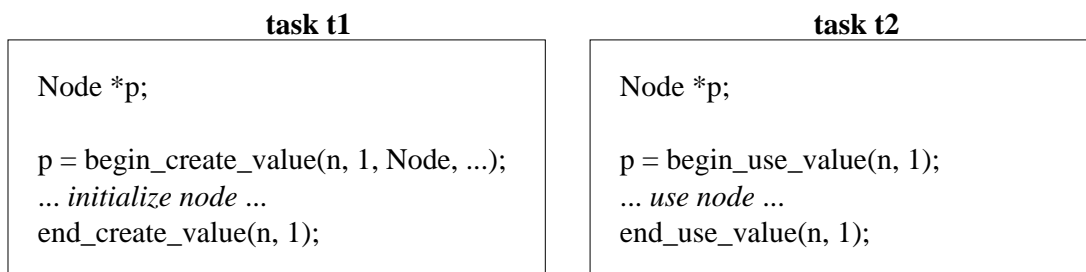 task t1
Node *p;
p = begin_create_value(n, 1, Node, ...);
... initialize node ...
end_create_value(n, 1);
task t2
Node *p;
p = begin_use_value(n, 1);
... use node ...
end_use_value(n, 1);